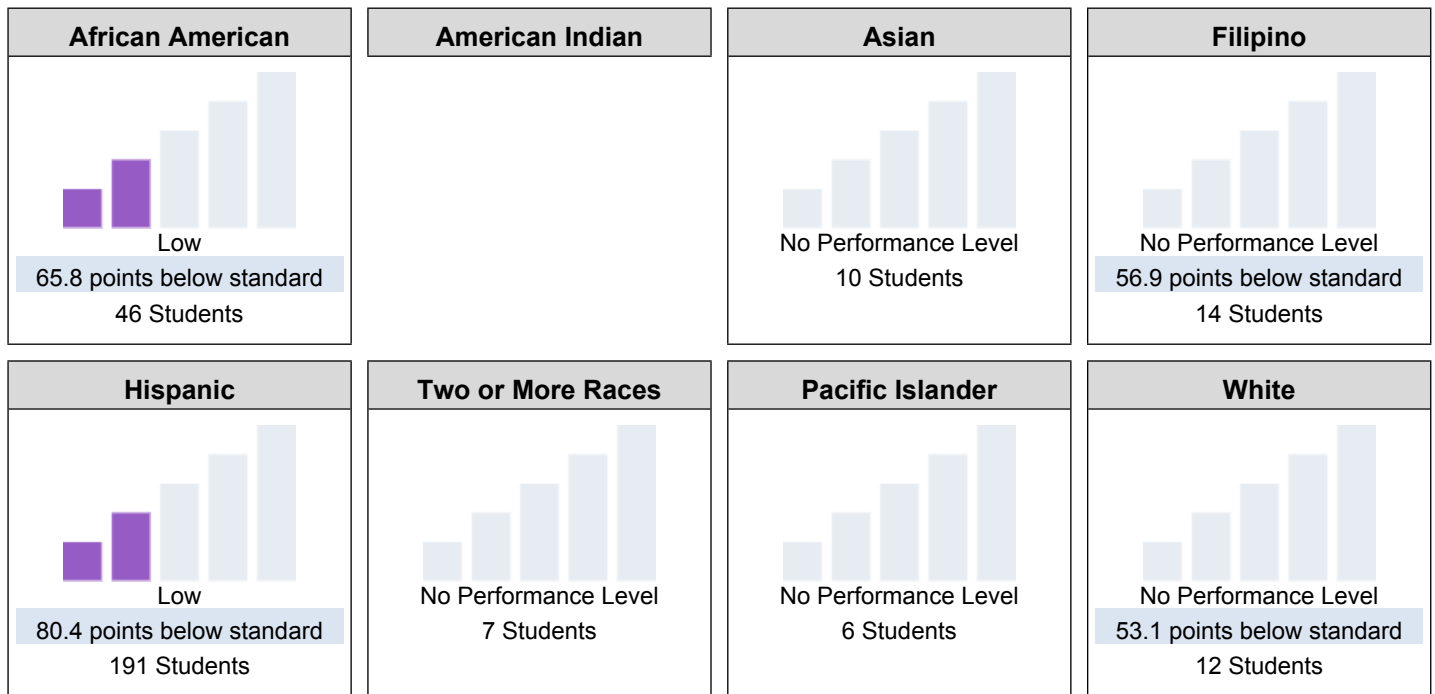 African American
American Indian
Asian
Filipino
Low
65.8 points below standard
46 Students
No Performance Level
10 Students
No Performance Level
56.9 points below standard
14 Students
Hispanic
Two or More Races
Pacific Islander
White
Low
80.4 points below standard
191 Students
No Performance Level
7 Students
No Performance Level
6 Students
No Performance Level
53.1 points below standard
12 Students